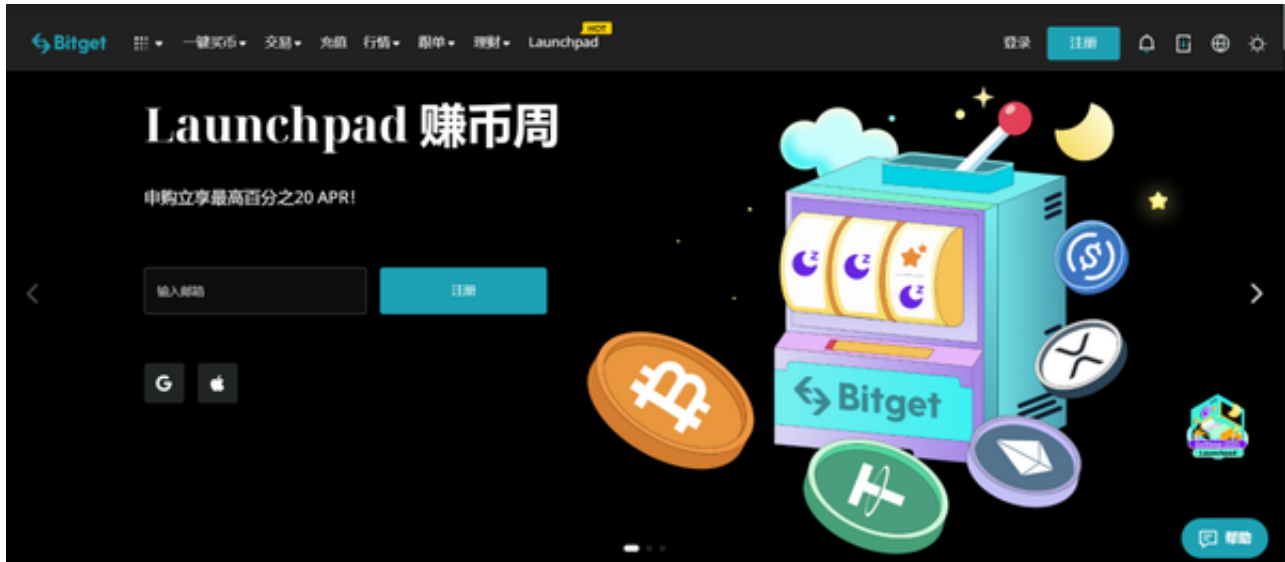 Bitget
一键买币
交易
充值
行情
跟单
理财
Launchpad
HOT
登录
注册
Launchpad 赚币周
申购立享最高百分之20 APR!
输入邮箱
注册
G
Bitget
Launchpad
帮助